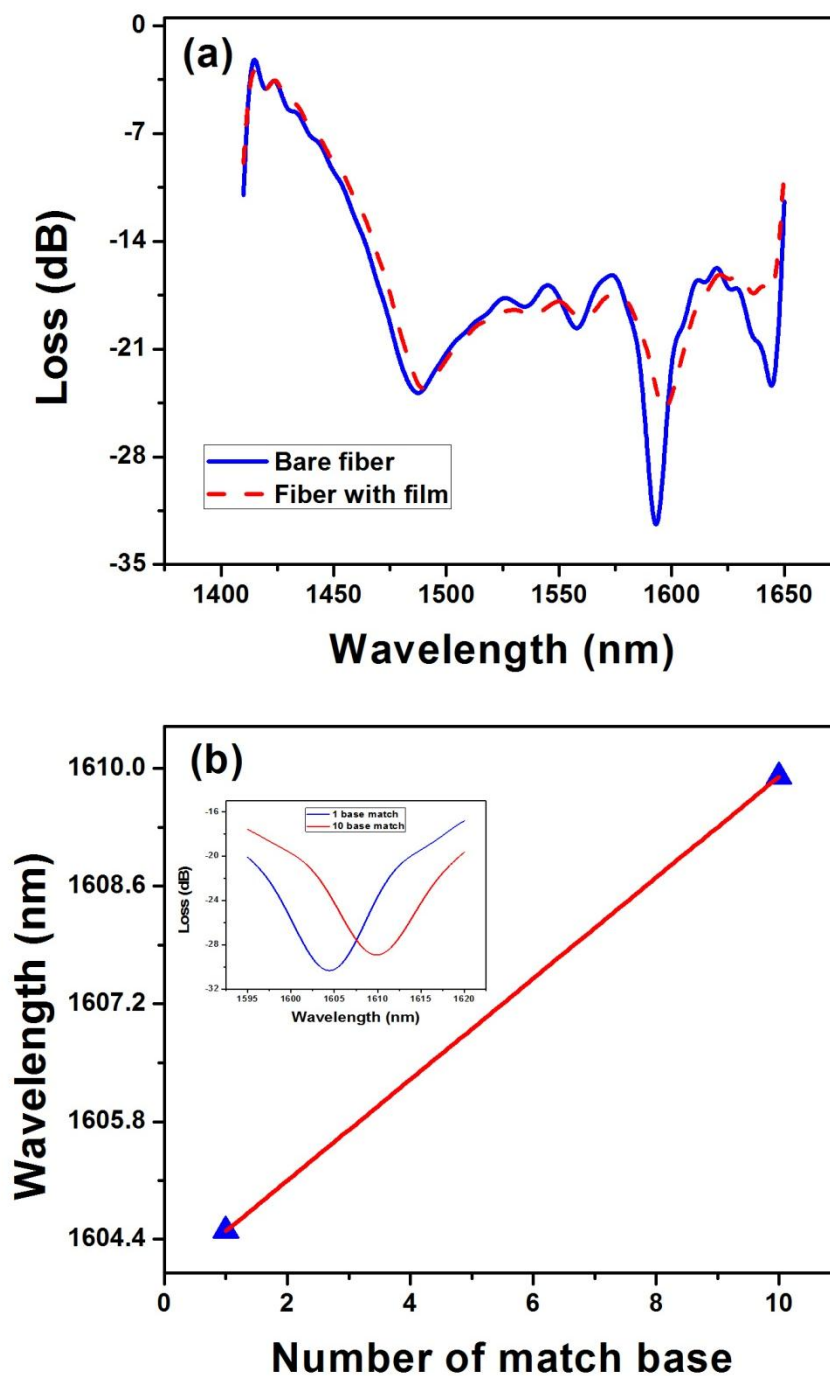 (a)
0
-7
-14
-21
-28
-35
Loss (dB)
Bare fiber
Fiber with film
1400 1450 1500 1550 1600 1650
Wavelength (nm)
(b)
1610.0
1608.6
1607.2
1605.8
1604.4
Wavelength (nm)
1 base match
10 base match
-16
-20
-24
-28
-32
Loss (dB)
1595 1600 1605 1610 1615 1620
Wavelength (nm)
0 2 4 6 8 10
Number of match base